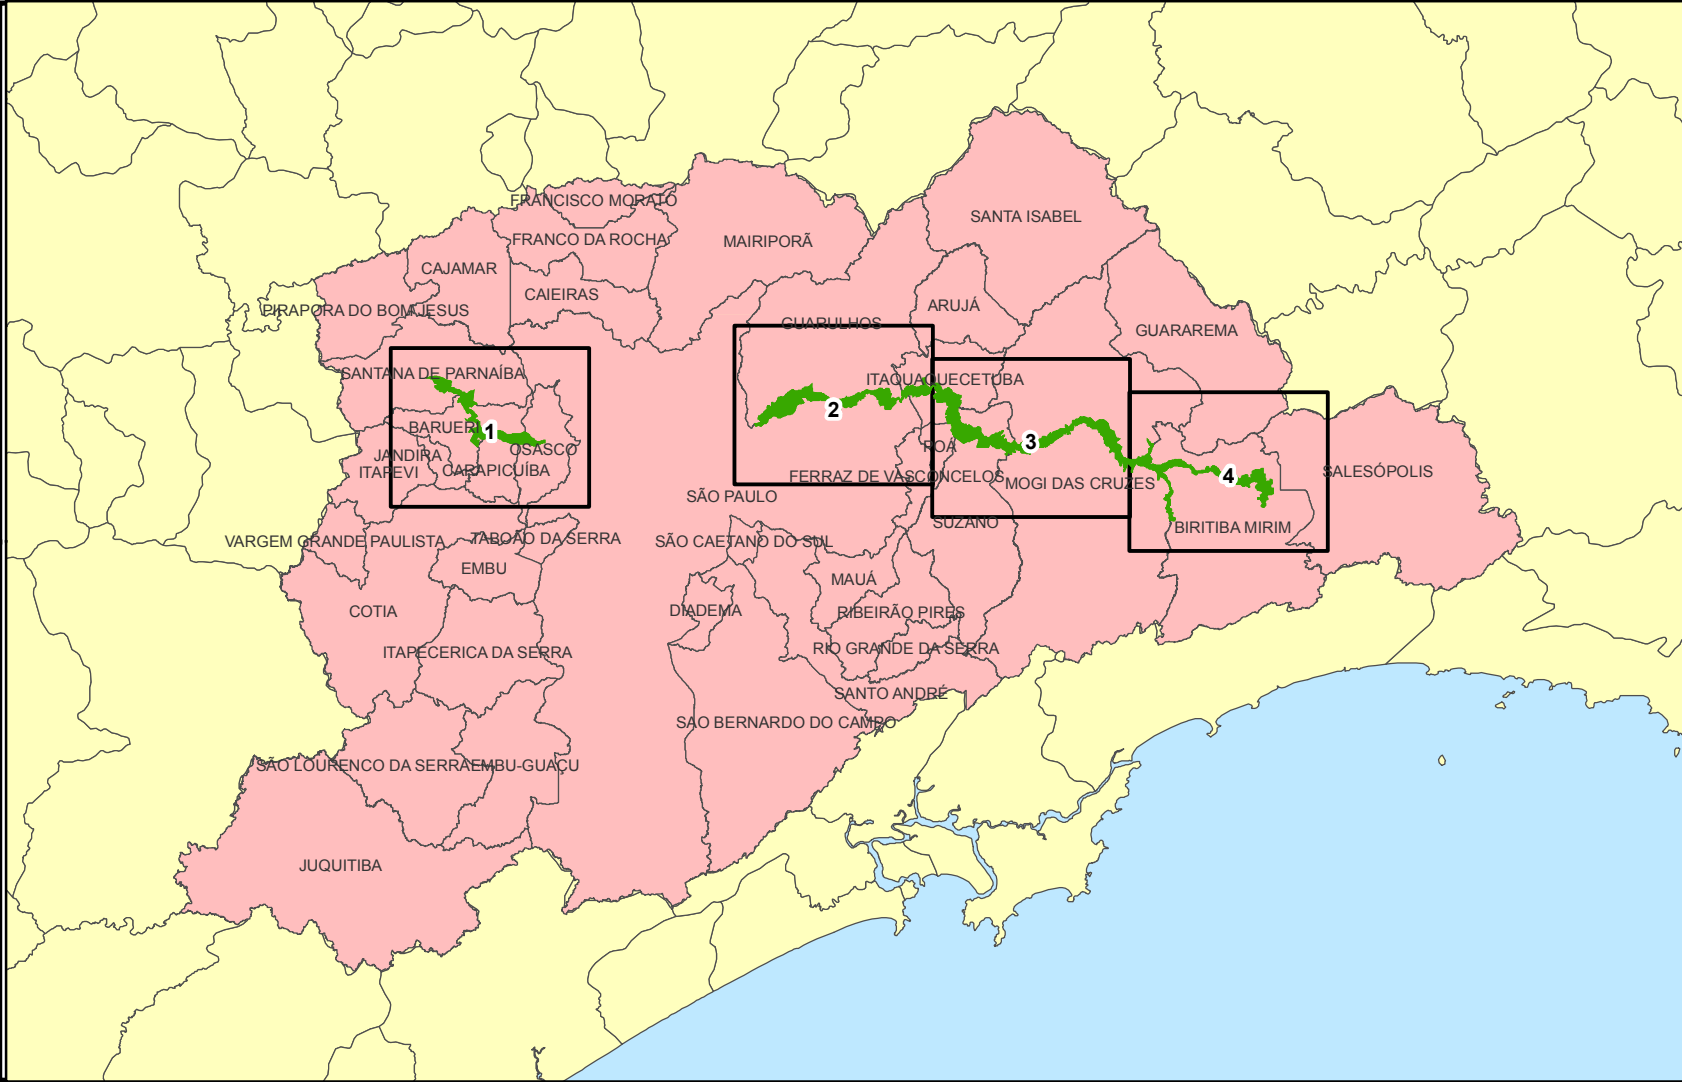 FRANCISCO MORATO
SANTA ISABEL
FRANCO DA ROCHA
MAIRIPORÃ
CAJAMAR
CAIEIRAS
ARUJÁ
PIRAPORA DO BOM JESUS
GUARULHOS
GUARAREMA
SANTANA DE PARNAÍBA
ITAQUAQUECETUBA
2
BARUERI
1
3
OSASCO
JANDIRA
POÁ
ITAPEVI
CARAPICUÍBA
FERRAZ DE VASCONCELOS
MOGI DAS CRUZES
4
SALESÓPOLIS
SÃO PAULO
SUZANO
BIRITIBA MIRIM
VARGEM GRANDE PAULISTA
TABOÃO DA SERRA
SÃO CAETANO DO SUL
EMBU
MAUÁ
COTIA
DIADEMA
RIBEIRÃO PIRES
ITAPECERICA DA SERRA
RIO GRANDE DA SERRA
SANTO ANDRÉ
SÃO BERNARDO DO CAMPO
SÃO LOURENCO DA SERRA
EMBU-GUAÇU
JUQUITIBA